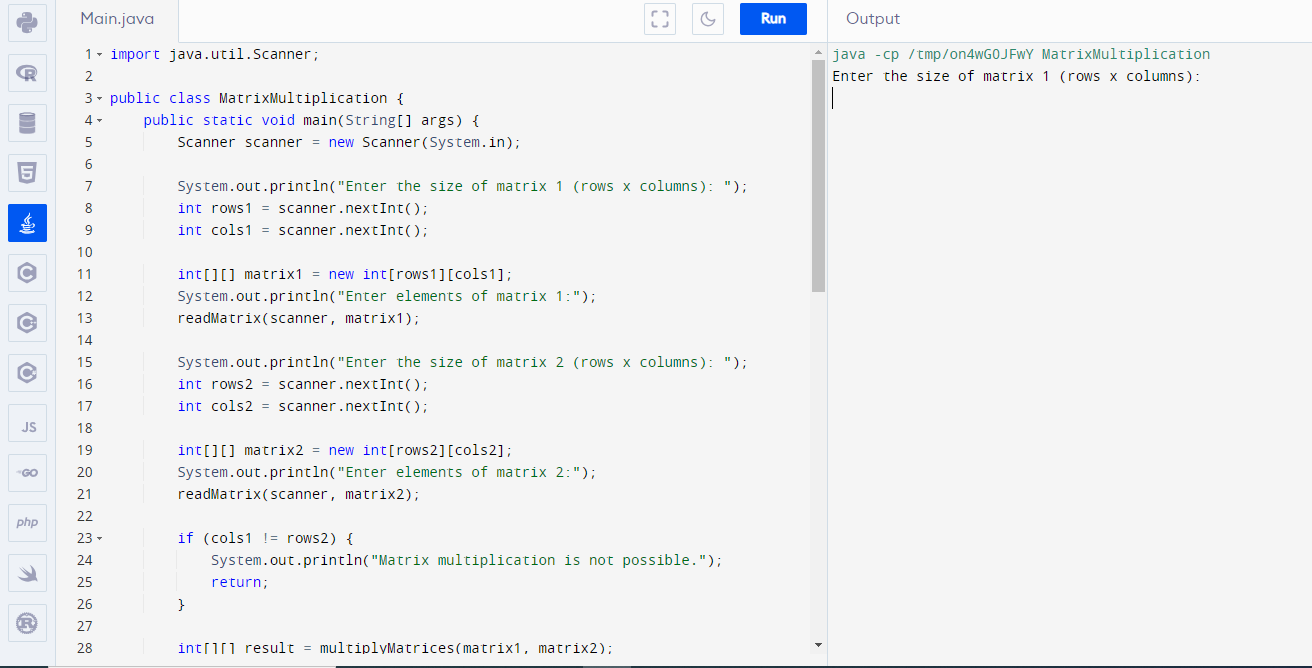 Main.java
Run
Output
1 import java.util.Scanner;
2
3 public class MatrixMultiplication {
4     public static void main(String[] args) {
5         Scanner scanner = new Scanner(System.in);
6
7         System.out.println("Enter the size of matrix 1 (rows x columns): ");
8         int rows1 = scanner.nextInt();
9         int cols1 = scanner.nextInt();
10
11         int[][] matrix1 = new int[rows1][cols1];
12         System.out.println("Enter elements of matrix 1:");
13         readMatrix(scanner, matrix1);
14
15         System.out.println("Enter the size of matrix 2 (rows x columns): ");
16         int rows2 = scanner.nextInt();
17         int cols2 = scanner.nextInt();
18
19         int[][] matrix2 = new int[rows2][cols2];
20         System.out.println("Enter elements of matrix 2:");
21         readMatrix(scanner, matrix2);
22
23         if (cols1 != rows2) {
24             System.out.println("Matrix multiplication is not possible.");
25             return;
26         }
27
28         int[][] result = multiplyMatrices(matrix1, matrix2);
java -cp /tmp/on4wGOJFwY MatrixMultiplication
Enter the size of matrix 1 (rows x columns):
R
5
C
C
C
JS
GO
php
R